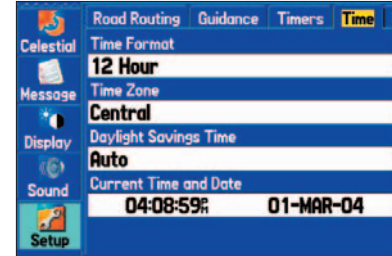 Road Routing Guidance Timers Time
Celestial
Time Format
12 Hour
Message
Time Zone
Central
Display
Daylight Savings Time
Auto
Sound
Current Time and Date
04:08:59PM 01-MAR-04
Setup